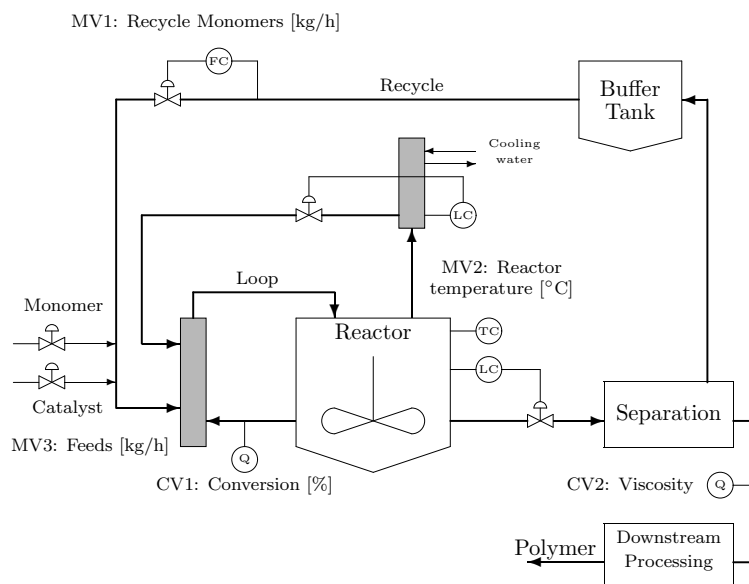 MV1: Recycle Monomers [kg/h]
FC
Recycle
Buffer
Tank
Cooling
water
LC
MV2: Reactor
temperature [°C]
Loop
Monomer
Reactor
TC
LC
Catalyst
Separation
MV3: Feeds [kg/h]
Q
CV1: Conversion [%]
CV2: Viscosity
Q
Polymer
Downstream
Processing